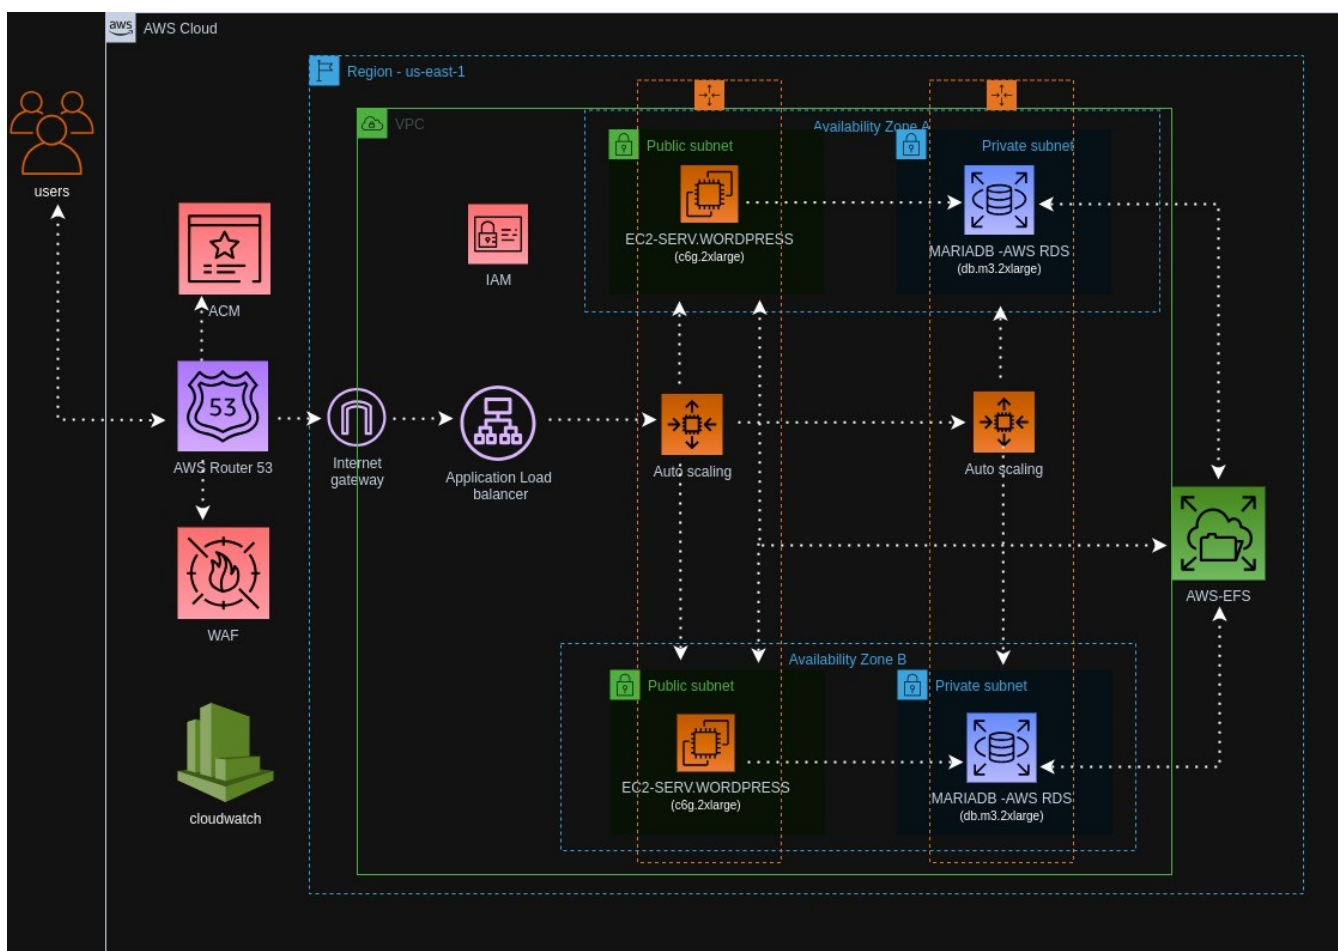 aws
AWS Cloud
Region - us-east-1
VPC
Availability Zone A
Public subnet
Private subnet
users
EC2-SERV.WORDPRESS
(c6g.2xlarge)
MARIADB -AWS RDS
(db.m3.2xlarge)
IAM
ACM
53
AWS Router 53
Internet
gateway
Application Load
balancer
Auto scaling
Auto scaling
AWS-EFS
WAF
Availability Zone B
Public subnet
Private subnet
EC2-SERV.WORDPRESS
(c6g.2xlarge)
MARIADB -AWS RDS
(db.m3.2xlarge)
cloudwatch